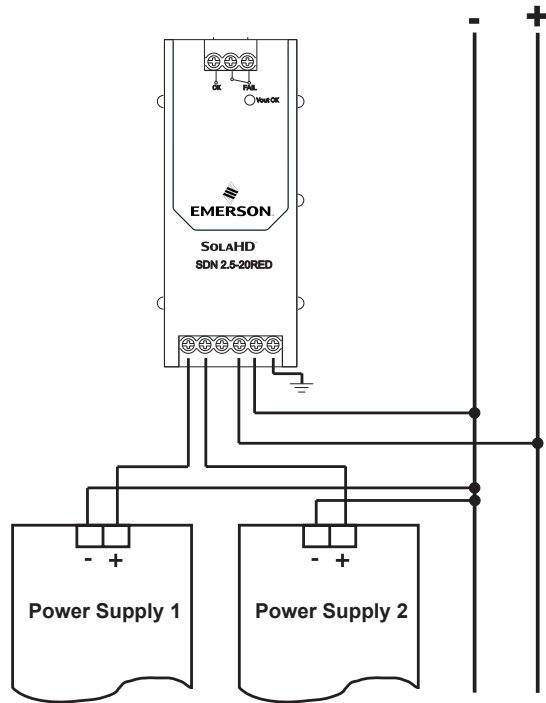 - +
OK FAIL
Vout OK
EMERSON
SOLAHD
SDN 2.5-20RED
- + - +
Power Supply 1 Power Supply 2